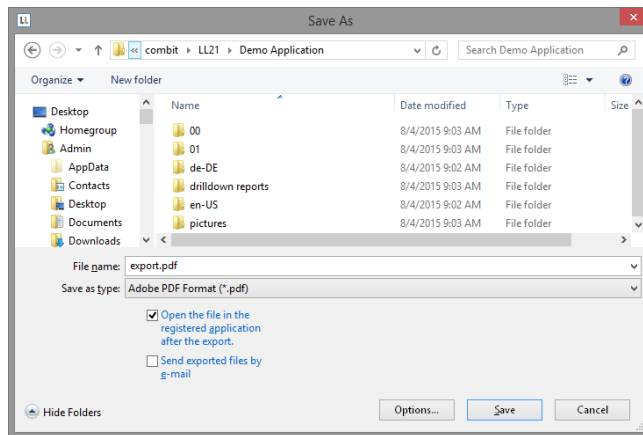 LL
Save As
« combit ▸ LL21 ▸ Demo Application
Search Demo Application
Organize
New folder
Name
Date modified
Type
Size
Desktop
Homegroup
Admin
AppData
Contacts
Desktop
Documents
Downloads
00 8/4/2015 9:03 AM File folder
01 8/4/2015 9:03 AM File folder
de-DE 8/4/2015 9:02 AM File folder
drilldown reports 8/4/2015 9:03 AM File folder
en-US 8/4/2015 9:02 AM File folder
pictures 8/4/2015 9:03 AM File folder
File name: export.pdf
Save as type: Adobe PDF Format (*.pdf)
Open the file in the
registered application
after the export.
Send exported files by
e-mail
Hide Folders
Options...
Save
Cancel